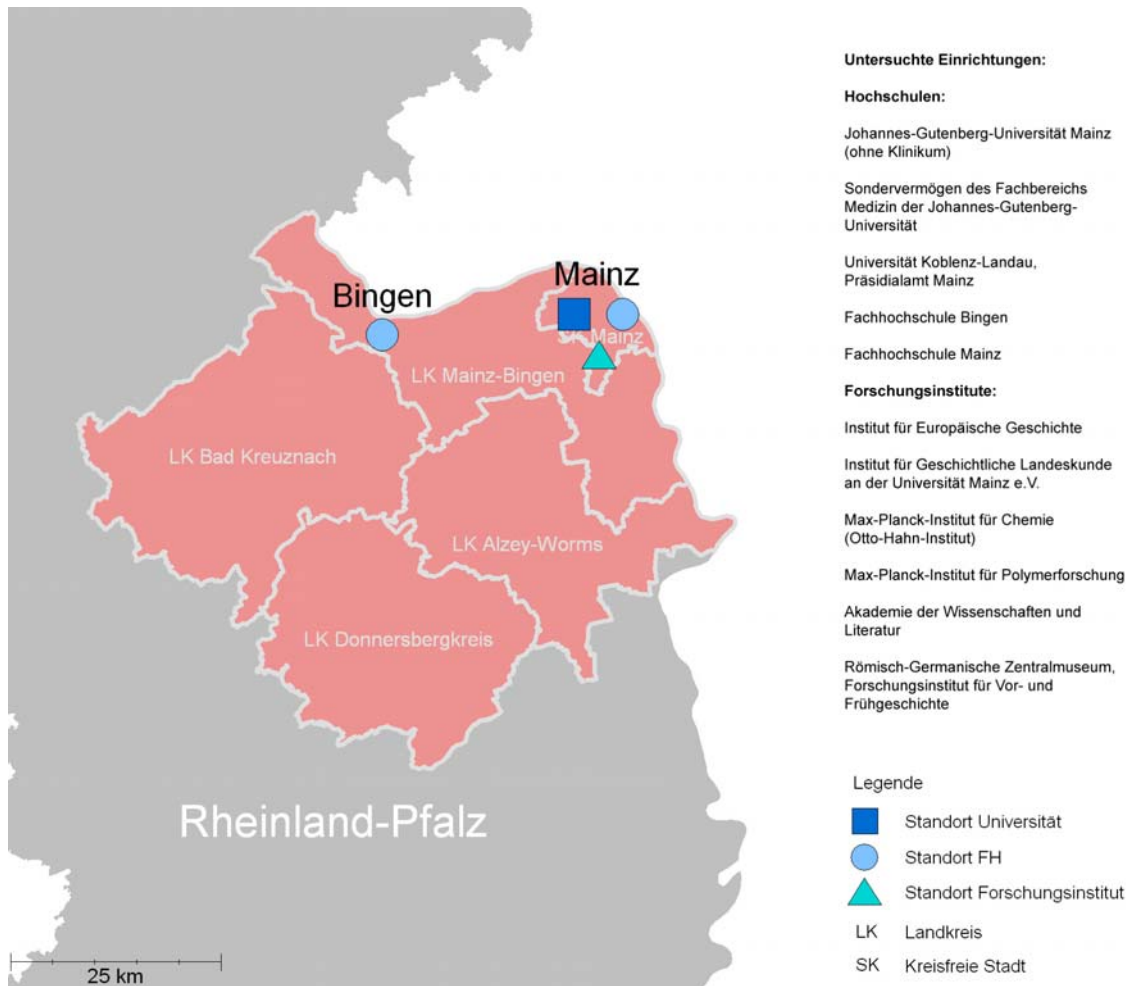 Bingen
Mainz
SK Mainz
LK Mainz-Bingen
LK Bad Kreuznach
LK Alzey-Worms
LK Donnersbergkreis
Rheinland-Pfalz
25 km
Untersuchte Einrichtungen:
Hochschulen:
Johannes-Gutenberg-Universität Mainz
(ohne Klinikum)
Sondervermögen des Fachbereichs
Medizin der Johannes-Gutenberg-
Universität
Universität Koblenz-Landau,
Präsidialamt Mainz
Fachhochschule Bingen
Fachhochschule Mainz
Forschungsinstitute:
Institut für Europäische Geschichte
Institut für Geschichtliche Landeskunde
an der Universität Mainz e.V.
Max-Planck-Institut für Chemie
(Otto-Hahn-Institut)
Max-Planck-Institut für Polymerforschung
Akademie der Wissenschaften und
Literatur
Römisch-Germanische Zentralmuseum,
Forschungsinstitut für Vor- und
Frühgeschichte
Legende
Standort Universität
Standort FH
Standort Forschungsinstitut
LK Landkreis
SK Kreisfreie Stadt